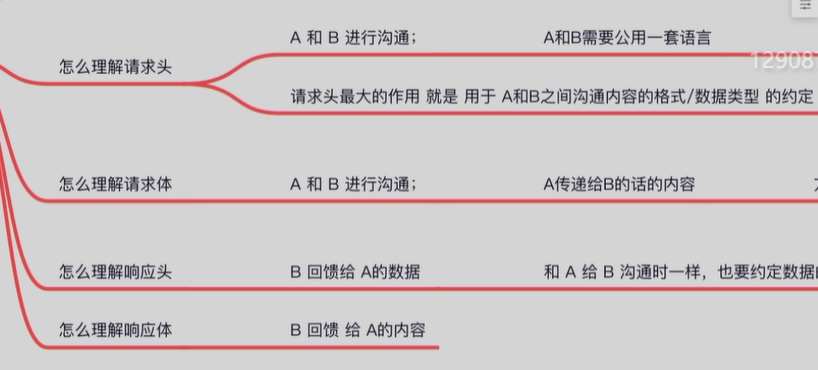 A 和 B 进行沟通； A和B需要公用一套语言
12908
怎么理解请求头
请求头最大的作用 就是 用于 A和B之间沟通内容的格式/数据类型 的约定
怎么理解请求体 A 和 B 进行沟通； A传递给B的话的内容
怎么理解响应头 B 回馈给 A的数据 和 A 给 B 沟通时一样，也要约定数据
怎么理解响应体 B 回馈 给 A的内容